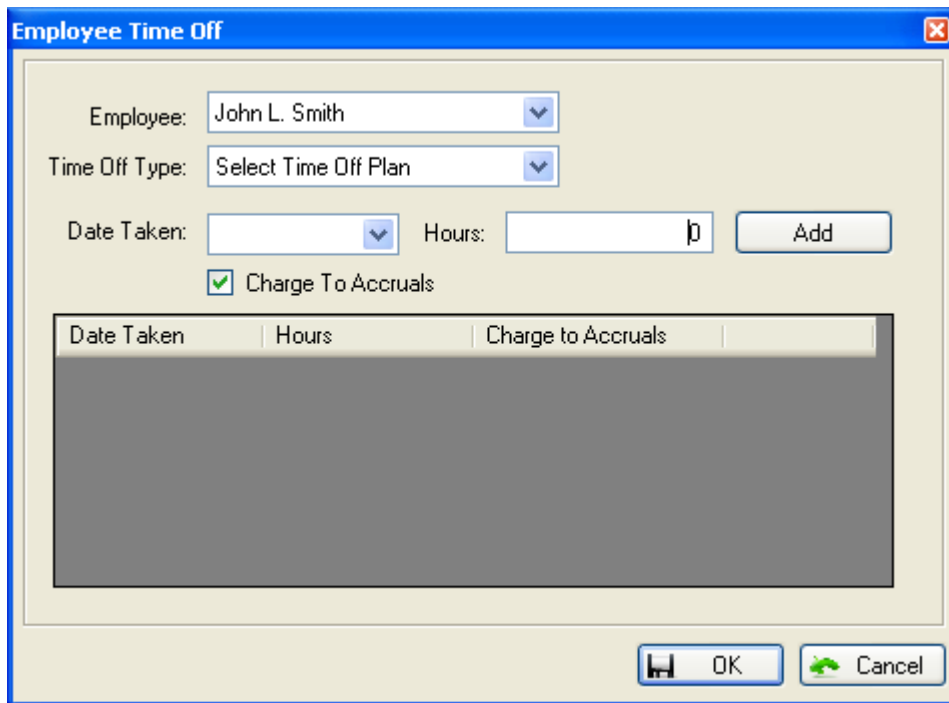 Employee Time Off
Employee: John L. Smith
Time Off Type: Select Time Off Plan
Date Taken: Hours: 0 Add
Charge To Accruals
Date Taken Hours Charge to Accruals
OK Cancel